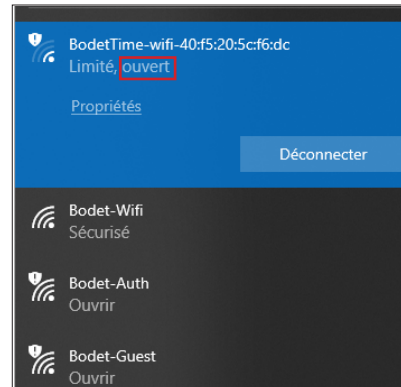 BodetTime-wifi-40:f5:20:5c:f6:dc
Limité, ouvert
Propriétés
Déconnecter
Bodet-Wifi
Sécurisé
Bodet-Auth
Ouvrir
Bodet-Guest
Ouvrir